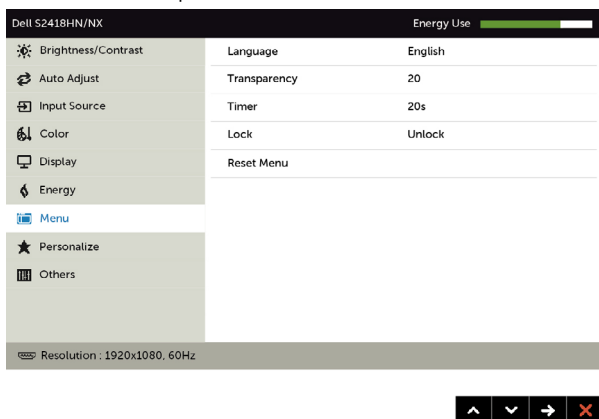 Dell S2418HN/NX Energy Use
Brightness/Contrast
Auto Adjust
Input Source
Color
Display
Energy
Menu
Personalize
Others
Language English
Transparency 20
Timer 20s
Lock Unlock
Reset Menu
Resolution : 1920x1080, 60Hz